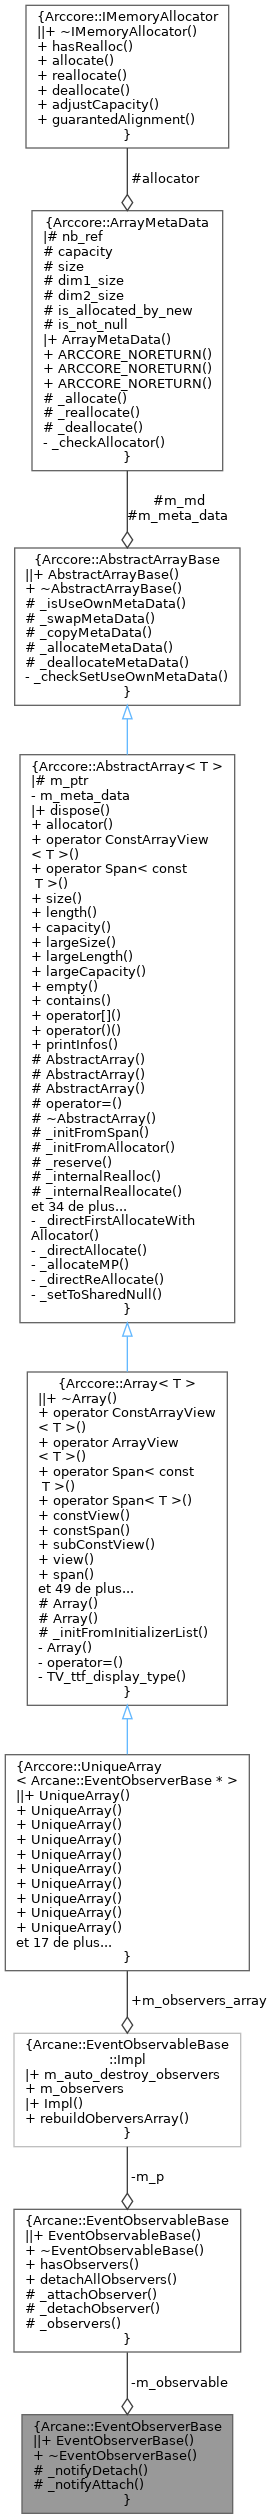 {Arccore::IMemoryAllocator
||+ ~IMemoryAllocator()
+ hasRealloc()
+ allocate()
+ reallocate()
+ deallocate()
+ adjustCapacity()
+ guarantedAlignment()
}
#allocator
{Arccore::ArrayMetaData
|# nb_ref
# capacity
# size
# dim1_size
# dim2_size
# is_allocated_by_new
# is_not_null
|+ ArrayMetaData()
+ ARCCORE_NORETURN()
+ ARCCORE_NORETURN()
+ ARCCORE_NORETURN()
# _allocate()
# _reallocate()
# _deallocate()
- _checkAllocator()
}
#m_md
#m_meta_data
{Arccore::AbstractArrayBase
||+ AbstractArrayBase()
+ ~AbstractArrayBase()
# _isUseOwnMetaData()
# _swapMetaData()
# _copyMetaData()
# _allocateMetaData()
# _deallocateMetaData()
- _checkSetUseOwnMetaData()
}
{Arccore::AbstractArray< T >
|# m_ptr
- m_meta_data
|+ dispose()
+ allocator()
+ operator ConstArrayView
< T >()
+ operator Span< const
T >()
+ size()
+ length()
+ capacity()
+ largeSize()
+ largeLength()
+ largeCapacity()
+ empty()
+ contains()
+ operator[]()
+ operator()()
+ printInfos()
# AbstractArray()
# AbstractArray()
# AbstractArray()
# operator=()
# ~AbstractArray()
# _initFromSpan()
# _initFromAllocator()
# _reserve()
# _internalRealloc()
# _internalReallocate()
et 34 de plus...
- _directFirstAllocateWith
Allocator()
- _directAllocate()
- _allocateMP()
- _directReAllocate()
- _setToSharedNull()
}
{Arccore::Array< T >
||+ ~Array()
+ operator ConstArrayView
< T >()
+ operator ArrayView
< T >()
+ operator Span< const
T >()
+ operator Span< T >()
+ constView()
+ constSpan()
+ subConstView()
+ view()
+ span()
et 49 de plus...
# Array()
# Array()
# _initFromInitializerList()
- Array()
- operator=()
- TV_ttf_display_type()
}
{Arccore::UniqueArray
< Arcane::EventObserverBase * >
||+ UniqueArray()
+ UniqueArray()
+ UniqueArray()
+ UniqueArray()
+ UniqueArray()
+ UniqueArray()
+ UniqueArray()
+ UniqueArray()
+ UniqueArray()
+ UniqueArray()
et 17 de plus...
}
+m_observers_array
{Arcane::EventObservableBase
::Impl
|+ m_auto_destroy_observers
+ m_observers
|+ Impl()
+ rebuildOberversArray()
}
-m_p
{Arcane::EventObservableBase
||+ EventObservableBase()
+ ~EventObservableBase()
+ hasObservers()
+ detachAllObservers()
# _attachObserver()
# _detachObserver()
# _observers()
}
-m_observable
{Arcane::EventObserverBase
||+ EventObserverBase()
+ ~EventObserverBase()
# _notifyDetach()
# _notifyAttach()
}